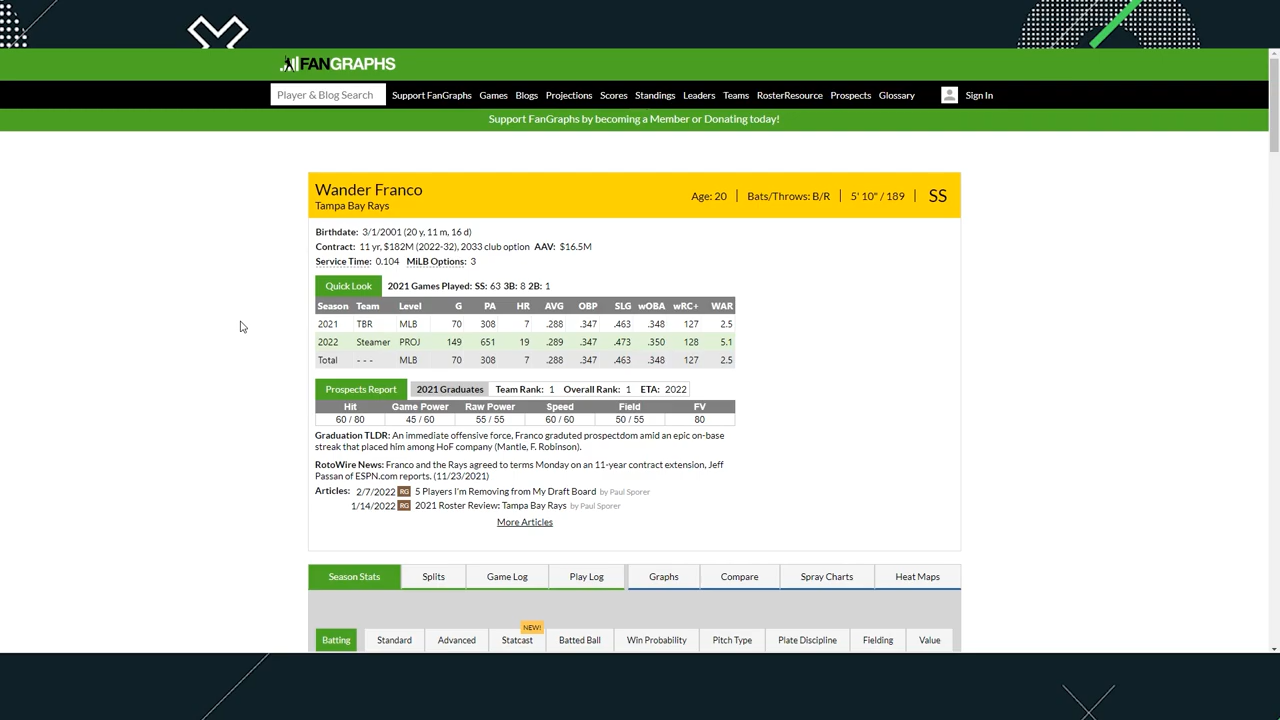 FANGRAPHS
Player & Blog Search Support FanGraphs Games Blogs Projections Scores Standings Leaders Teams RosterResource Prospects Glossary Sign In
Support FanGraphs by becoming a Member or Donating today!
Wander Franco
Tampa Bay Rays
Age: 20 Bats/Throws: B/R 5' 10" / 189 SS
Birthdate: 3/1/2001 (20 y, 11 m, 16 d)
Contract: 11 yr, $182M (2022-32), 2033 club option AAV: $16.5M
Service Time: 0.104 MiLB Options: 3
Quick Look 2021 Games Played: SS: 63 3B: 8 2B: 1
Season Team Level G PA HR AVG OBP SLG wOBA wRC+ WAR
2021 TBR MLB 70 308 7 .288 .347 .463 .348 127 2.5
2022 Steamer PROJ 149 651 19 .289 .347 .473 .350 128 5.1
Total - - - MLB 70 308 7 .288 .347 .463 .348 127 2.5
Prospects Report 2021 Graduates Team Rank: 1 Overall Rank: 1 ETA: 2022
Hit Game Power Raw Power Speed Field FV
60 / 80 45 / 60 55 / 55 60 / 60 50 / 55 80
Graduation TLDR: An immediate offensive force, Franco graduted prospectdom amid an epic on-base
streak that placed him among HoF company (Mantle, F. Robinson).
RotoWire News: Franco and the Rays agreed to terms Monday on an 11-year contract extension, Jeff
Passan of ESPN.com reports. (11/23/2021)
Articles: 2/7/2022 RG 5 Players I'm Removing from My Draft Board by Paul Sporer
1/14/2022 RG 2021 Roster Review: Tampa Bay Rays by Paul Sporer
More Articles
Season Stats Splits Game Log Play Log Graphs Compare Spray Charts Heat Maps
NEW!
Batting Standard Advanced Statcast Batted Ball Win Probability Pitch Type Plate Discipline Fielding Value